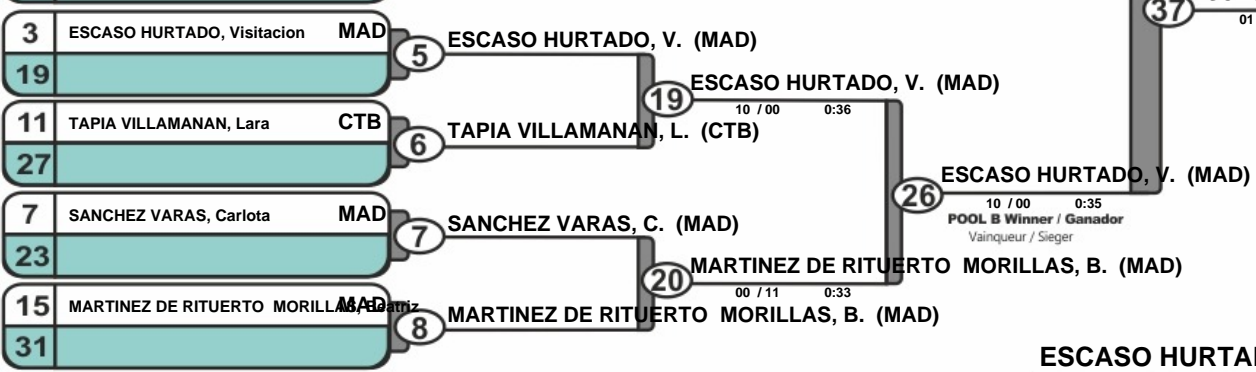 37
01
3 ESCASO HURTADO, Visitacion MAD
19
5 ESCASO HURTADO, V. (MAD)
19 ESCASO HURTADO, V. (MAD)
10 / 00 0:36
11 TAPIA VILLAMANAN, Lara CTB
27
6 TAPIA VILLAMANAN, L. (CTB)
26 ESCASO HURTADO, V. (MAD)
10 / 00 0:35
POOL B Winner / Ganador
Vainqueur / Sieger
7 SANCHEZ VARAS, Carlota MAD
23
7 SANCHEZ VARAS, C. (MAD)
20 MARTINEZ DE RITUERTO MORILLAS, B. (MAD)
00 / 11 0:33
15 MARTINEZ DE RITUERTO MORILLAS, Beatriz MAD
31
8 MARTINEZ DE RITUERTO MORILLAS, B. (MAD)
ESCASO HURTA